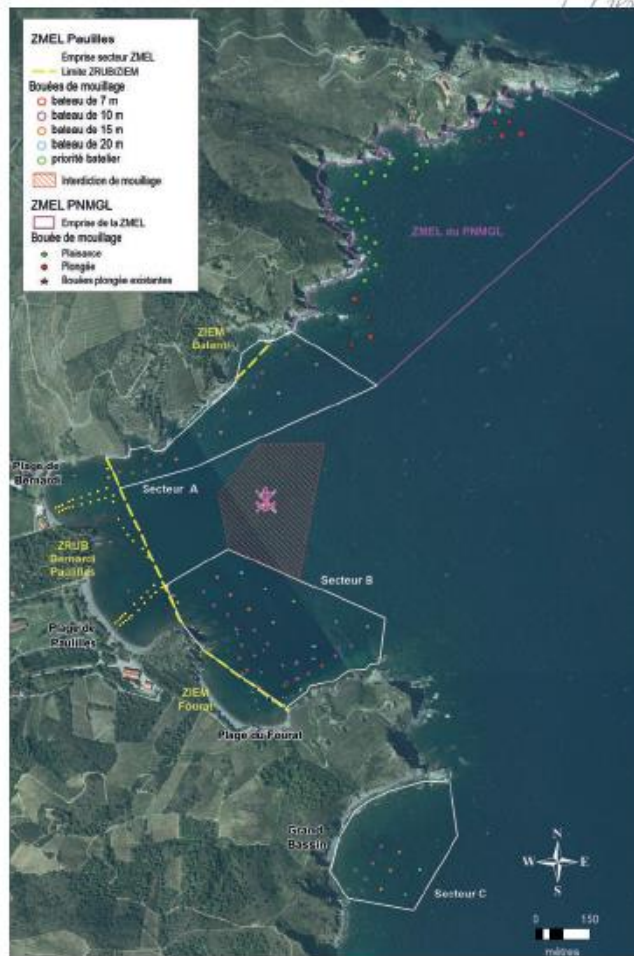 ZMEL Paulilles
Emprise secteur ZMEL
Limite ZRUB/ZIEM
Bouées de mouillage
bateau de 7 m
bateau de 10 m
bateau de 15 m
bateau de 20 m
priorité batelier
Interdiction de mouillage
ZMEL PNMGL
Emprise de la ZMEL
Bouée de mouillage
Plaisance
Plongée
Bouées plongée existantes
ZMEL du PNMGL
ZIEM
Plage de
Bernardi
Secteur A
ZRUB
Bernardi
Paulilles
Secteur B
Plage de
Paulilles
ZIEM
Fourat
Plage du Fourat
Grand
Bassin
Secteur C
N
W E
S
0 150
mètres